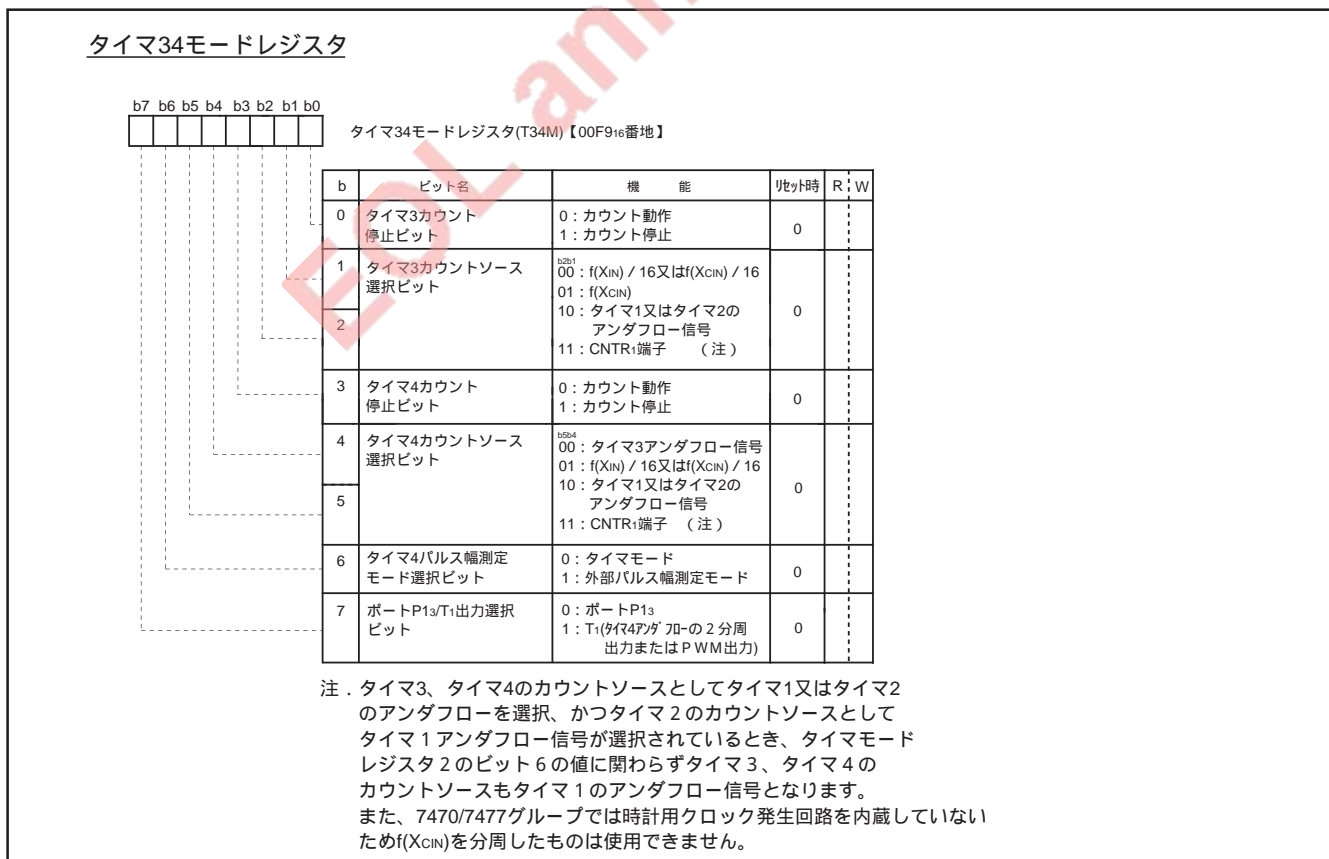 タイマ34モードレジスタ
b7 b6 b5 b4 b3 b2 b1 b0
タイマ34モードレジスタ(T34M)【00F916番地】
b ビット名 機 能 リセット時 R W
0 タイマ3カウント 0：カウント動作
停止ビット 1：カウント停止 0
1 タイマ3カウントソース b2b1
選択ビット 00：f(XIN) / 16又はf(XCIN) / 16
01：f(XCIN)
2 10：タイマ1又はタイマ2の 0
アンダフロー信号
11：CNTR1端子 （注）
3 タイマ4カウント 0：カウント動作
停止ビット 1：カウント停止 0
4 タイマ4カウントソース b5b4
選択ビット 00：タイマ3アンダフロー信号
01：f(XIN) / 16又はf(XCIN) / 16
5 10：タイマ1又はタイマ2の 0
アンダフロー信号
11：CNTR1端子 （注）
6 タイマ4パルス幅測定 0：タイマモード
モード選択ビット 1：外部パルス幅測定モード 0
7 ポートP13/T1出力選択 0：ポートP13
ビット 1：T1(ﾀｲﾏ4ｱﾝﾀﾞﾌﾛｰの２分周 0
出力またはＰＷＭ出力)
注．タイマ3、タイマ4のカウントソースとしてタイマ1又はタイマ2
のアンダフローを選択、かつタイマ２のカウントソースとして
タイマ１アンダフロー信号が選択されているとき、タイマモード
レジスタ２のビット６の値に関わらずタイマ３、タイマ４の
カウントソースもタイマ１のアンダフロー信号となります。
また、7470/7477グループでは時計用クロック発生回路を内蔵していない
ためf(XCIN)を分周したものは使用できません。
EOL